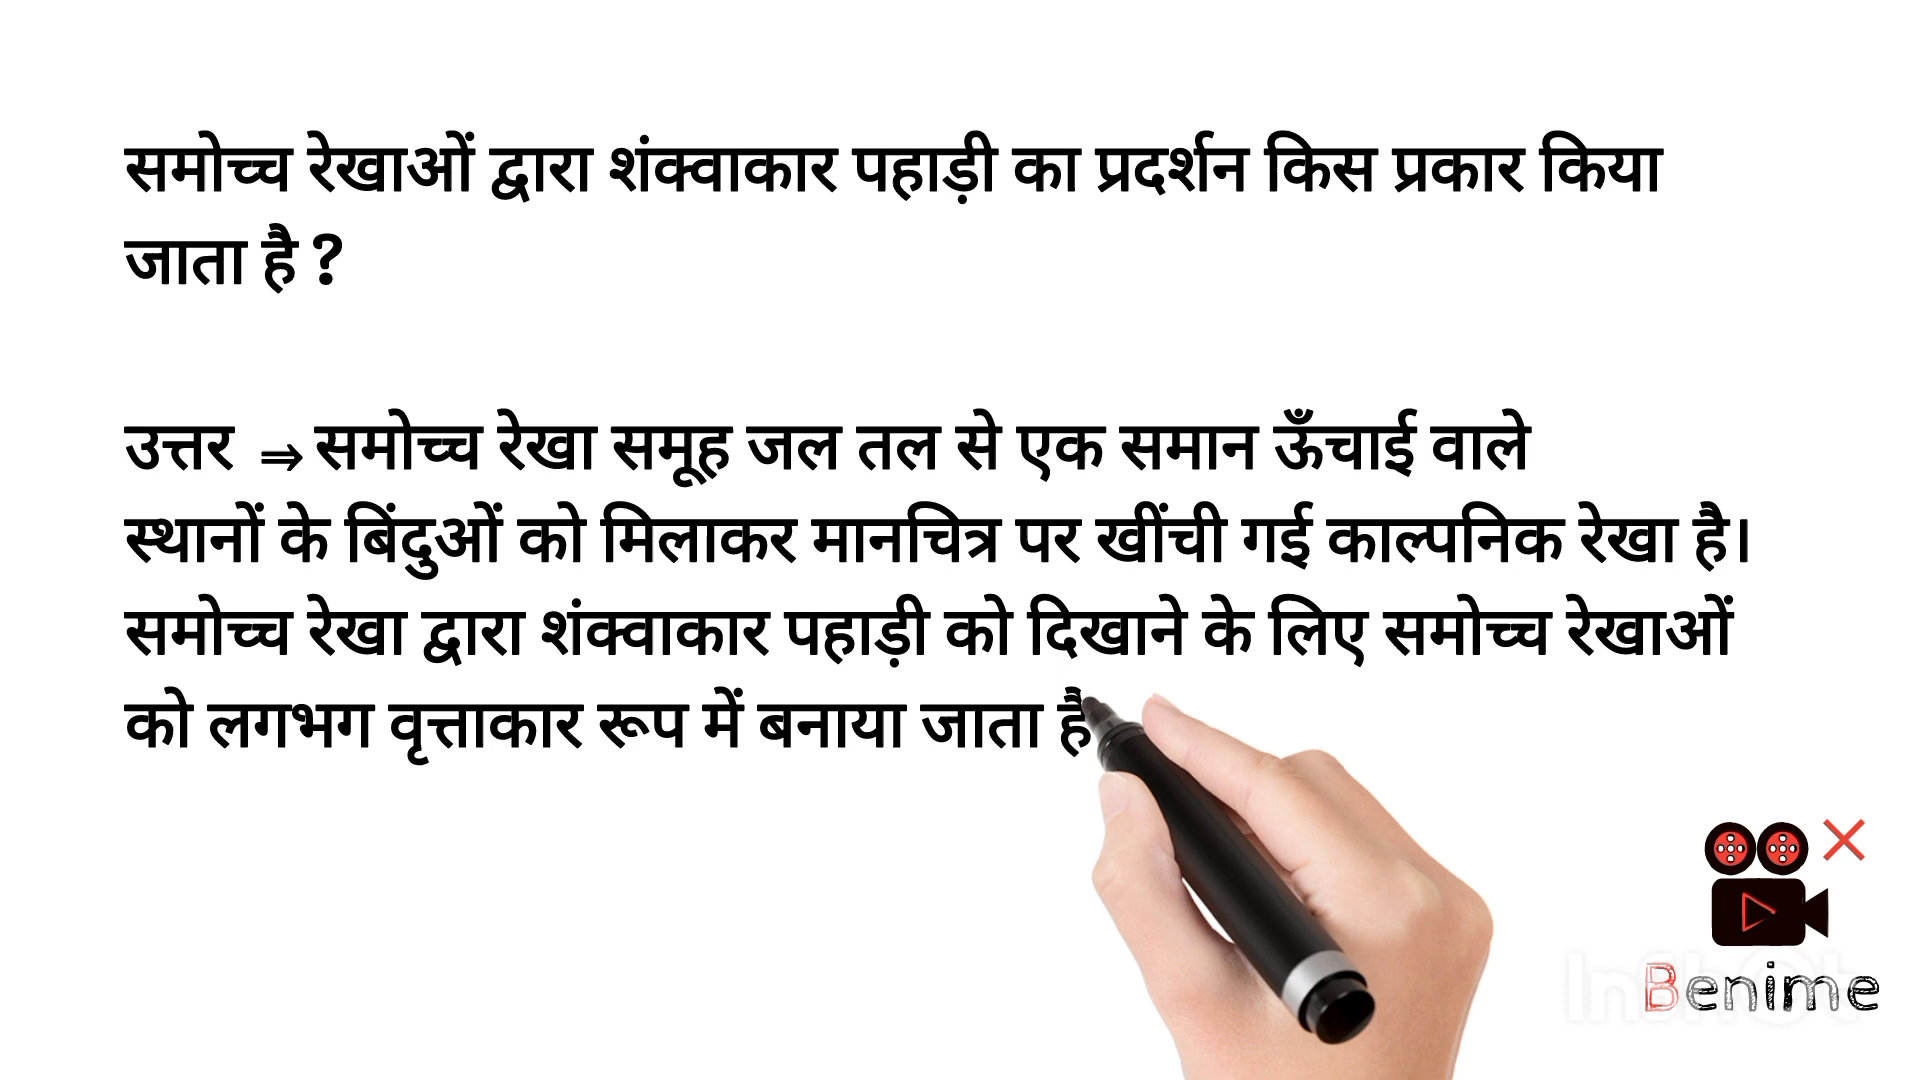 समोच्च रेखाओं द्वारा शंक्वाकार पहाड़ी का प्रदर्शन किस प्रकार किया
जाता है ?
उत्तर ⇒ समोच्च रेखा समूह जल तल से एक समान ऊँचाई वाले
स्थानों के बिंदुओं को मिलाकर मानचित्र पर खींची गई काल्पनिक रेखा है।
समोच्च रेखा द्वारा शंक्वाकार पहाड़ी को दिखाने के लिए समोच्च रेखाओं
को लगभग वृत्ताकार रूप में बनाया जाता है
Benime
InShot